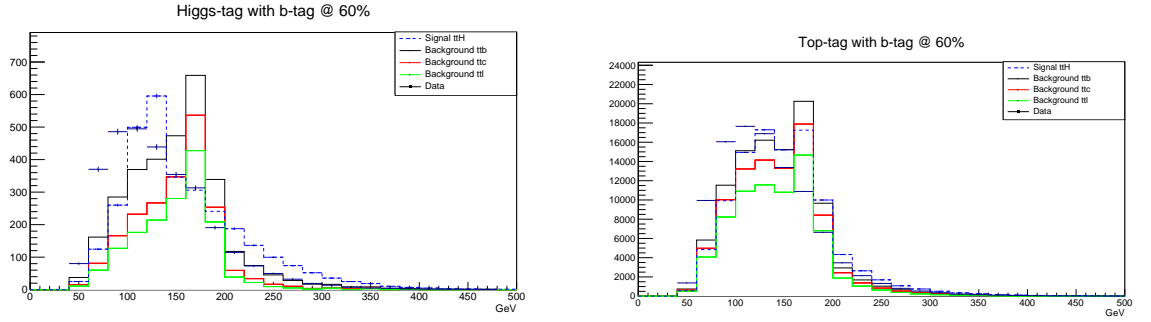 Higgs-tag with b-tag @ 60%
Signal ttH
Background ttb
Background ttc
Background ttl
Data
700
600
500
400
300
200
100
0
0 50 100 150 200 250 300 350 400 450 500
GeV
Top-tag with b-tag @ 60%
Signal ttH
Background ttb
Background ttc
Background ttl
Data
24000
22000
20000
18000
16000
14000
12000
10000
8000
6000
4000
2000
0
0 50 100 150 200 250 300 350 400 450 500
GeV